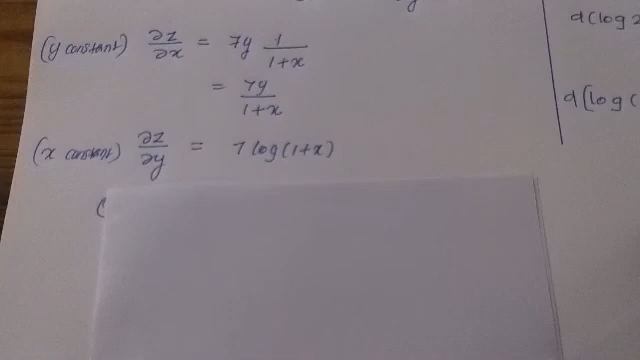 (y constant) ∂z/∂x = 7y 1/(1+x)
= 7y/(1+x)
(x constant) ∂z/∂y = 7 log(1+x)
(
d(log
d[log(